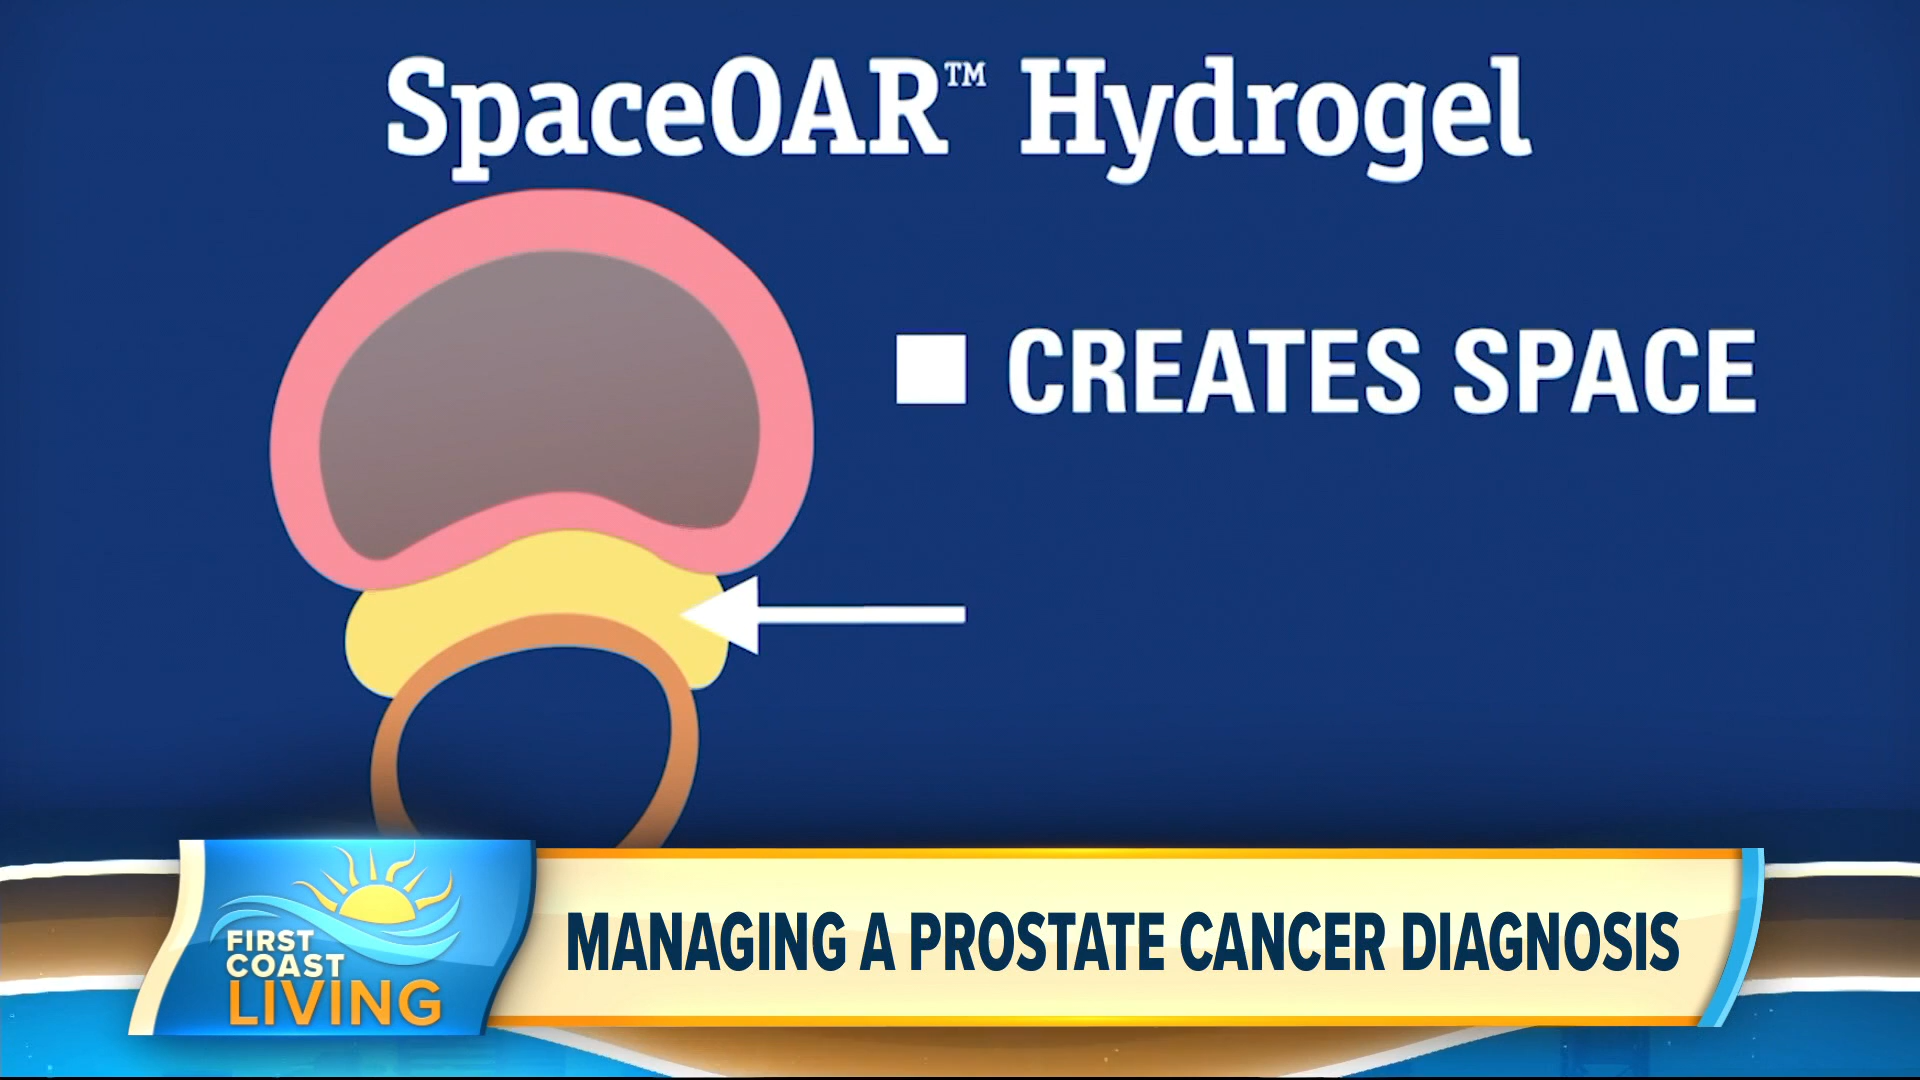 SpaceOAR™ Hydrogel
■ CREATES SPACE
FIRST
COAST
LIVING
MANAGING A PROSTATE CANCER DIAGNOSIS